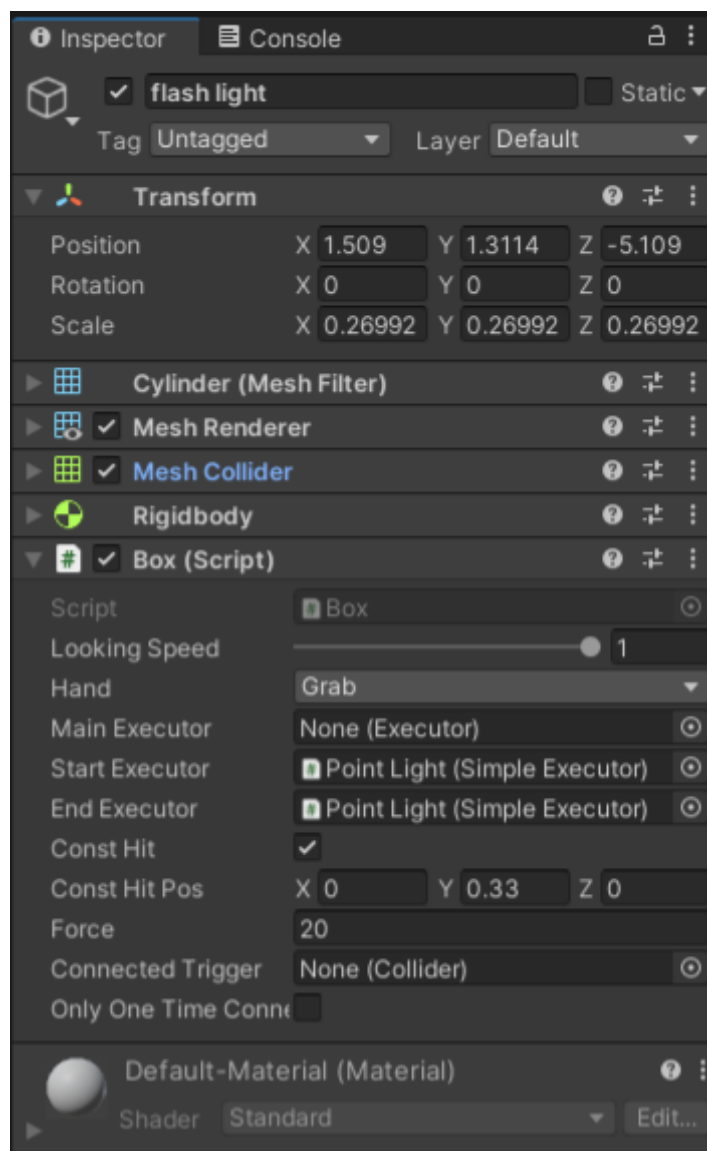 Inspector Console
flash light Static
Tag Untagged Layer Default
Transform
Position X 1.509 Y 1.3114 Z -5.109
Rotation X 0 Y 0 Z 0
Scale X 0.26992 Y 0.26992 Z 0.26992
Cylinder (Mesh Filter)
Mesh Renderer
Mesh Collider
Rigidbody
# Box (Script)
Script # Box
Looking Speed 1
Hand Grab
Main Executor None (Executor)
Start Executor # Point Light (Simple Executor)
End Executor # Point Light (Simple Executor)
Const Hit
Const Hit Pos X 0 Y 0.33 Z 0
Force 20
Connected Trigger None (Collider)
Only One Time Conne
Default-Material (Material)
Shader Standard Edit...